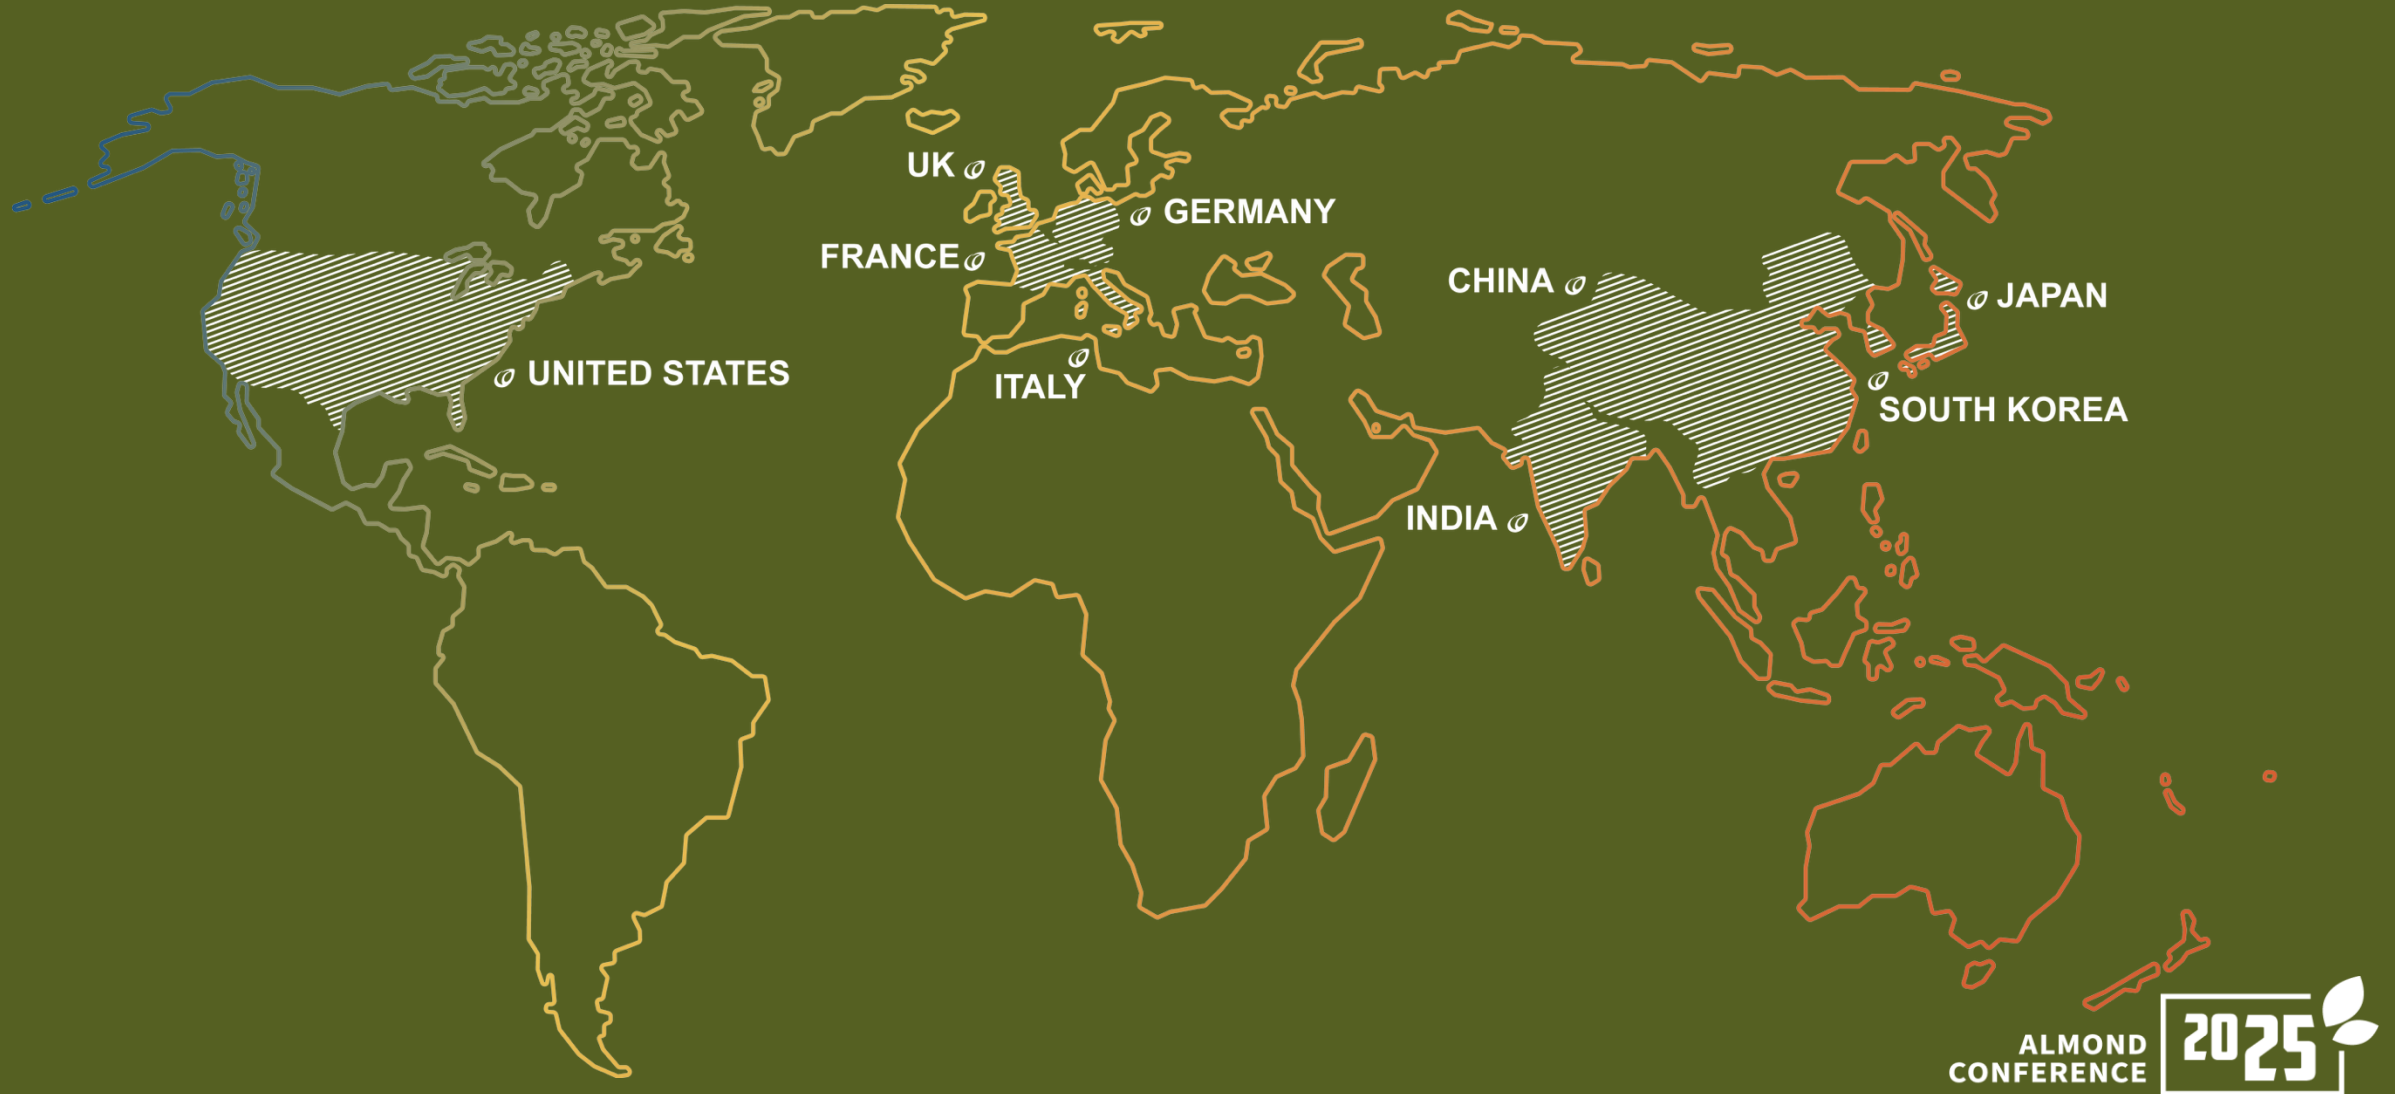 UK
GERMANY
FRANCE
CHINA
JAPAN
UNITED STATES
ITALY
SOUTH KOREA
INDIA
ALMOND
CONFERENCE
2025